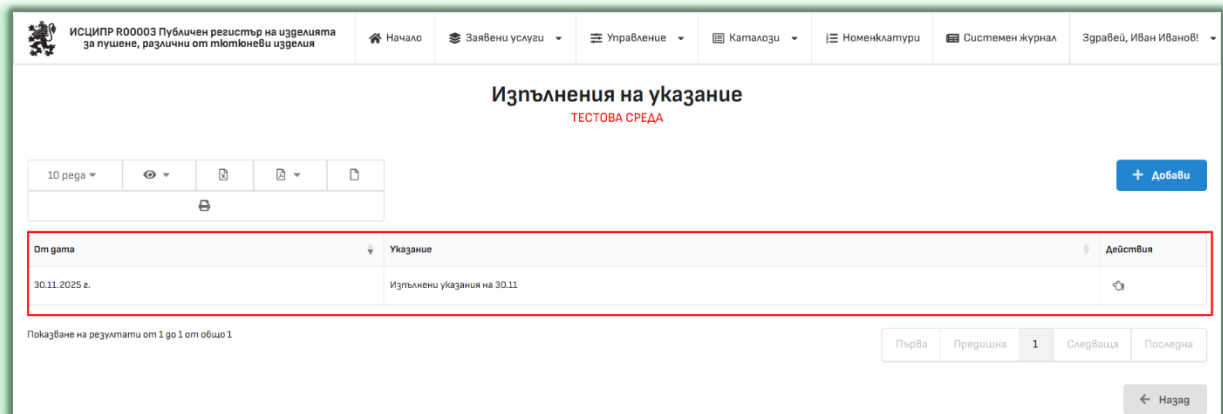 ИСЦИПР R00003 Публичен регистър на изделията
за пушене, различни от тютюневи изделия
Начало
Заявени услуги
Управление
Каталози
Номенклатури
Системен журнал
Здравей, Иван Иванов!
Изпълнения на указание
ТЕСТОВА СРЕДА
10 реда
Добави
От дата
Указание
Действия
30.11.2025 г.
Изпълнени указания на 30.11
Показване на резултати от 1 до 1 от общо 1
Първа
Предишна
1
Следваща
Последна
Назад